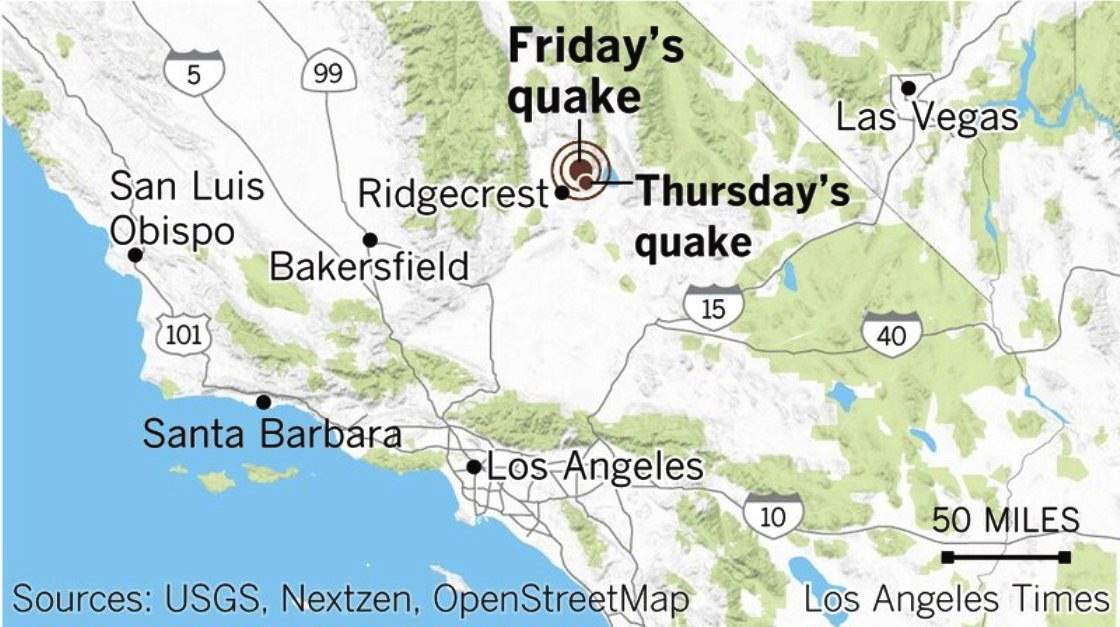 Friday's
quake
5
99
Las Vegas
San Luis
Obispo
Ridgecrest
Thursday's
quake
Bakersfield
15
101
40
Santa Barbara
Los Angeles
10
50 MILES
Sources: USGS, Nextzen, OpenStreetMap
Los Angeles Times